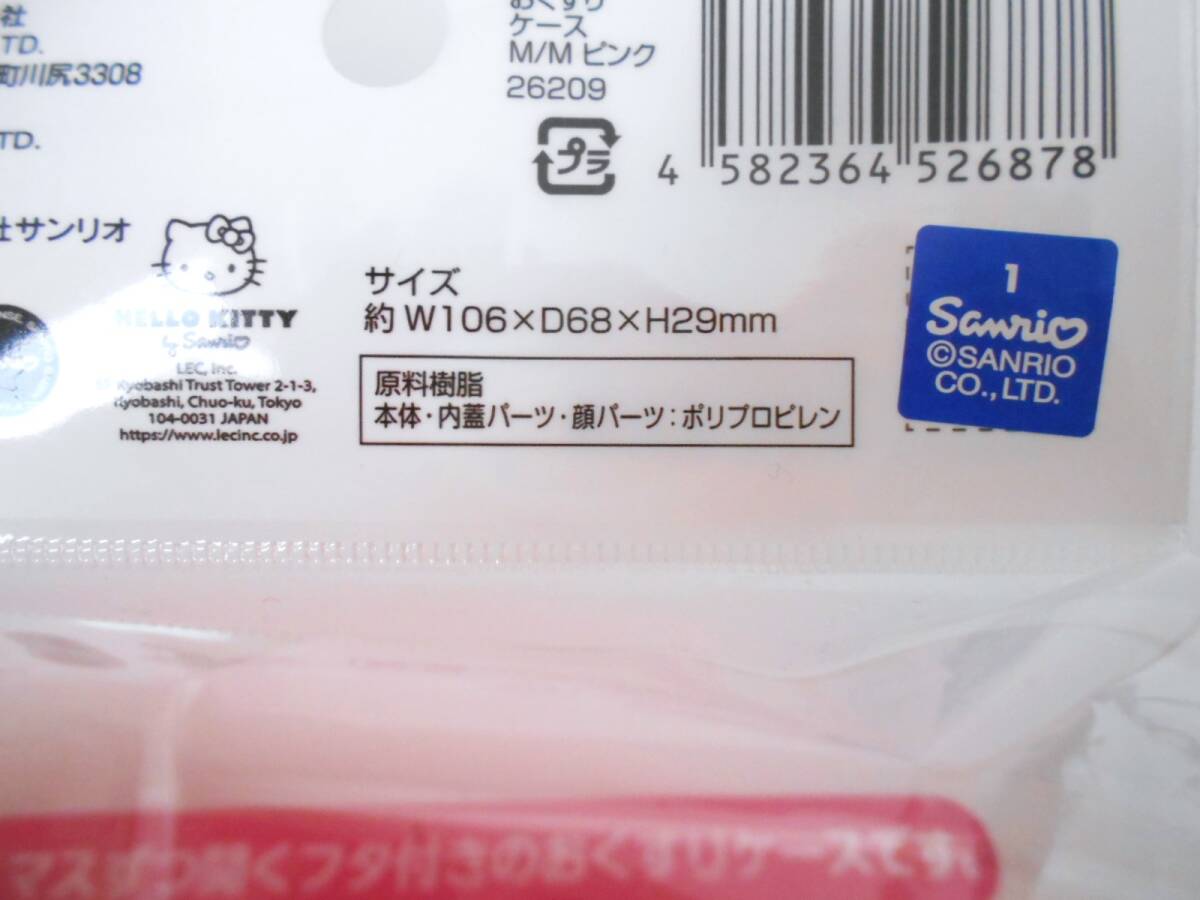 社
LTD.
町川尻3308
LTD.
社サンリオ
HELLO KITTY
by Sanrio
LEC, Inc.
Kyobashi Trust Tower 2-1-3,
Kyobashi, Chuo-ku, Tokyo
104-0031 JAPAN
https://www.lecinc.co.jp
おくすり
ケース
M/M ピンク
26209
プラ
4 582364 526878
サイズ
約 W106×D68×H29mm
原料樹脂
本体・内蓋パーツ・顔パーツ：ポリプロピレン
1
Sanrio
©SANRIO
CO.,LTD.
マスずつ開くフタ付きのおくすりケースです。